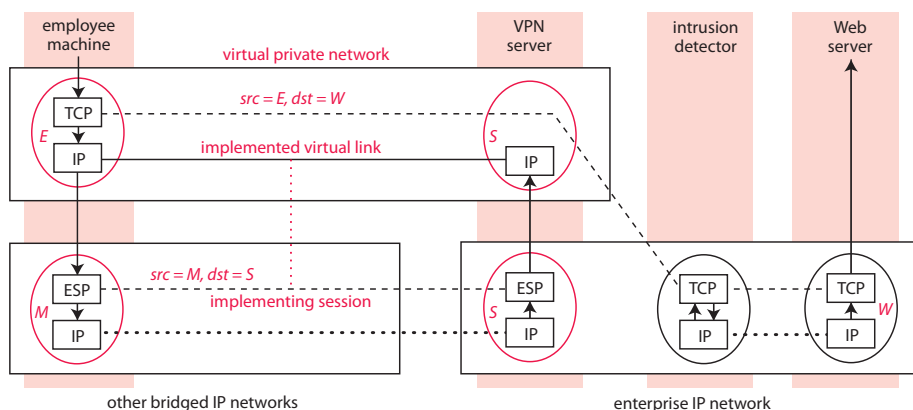 employee
machine
VPN
server
intrusion
detector
Web
server
virtual private network
TCP
src = E, dst = W
E
S
IP
implemented virtual link
IP
ESP
src = M, dst = S
ESP
TCP
TCP
implementing session
M
S
W
IP
IP
IP
IP
other bridged IP networks
enterprise IP network